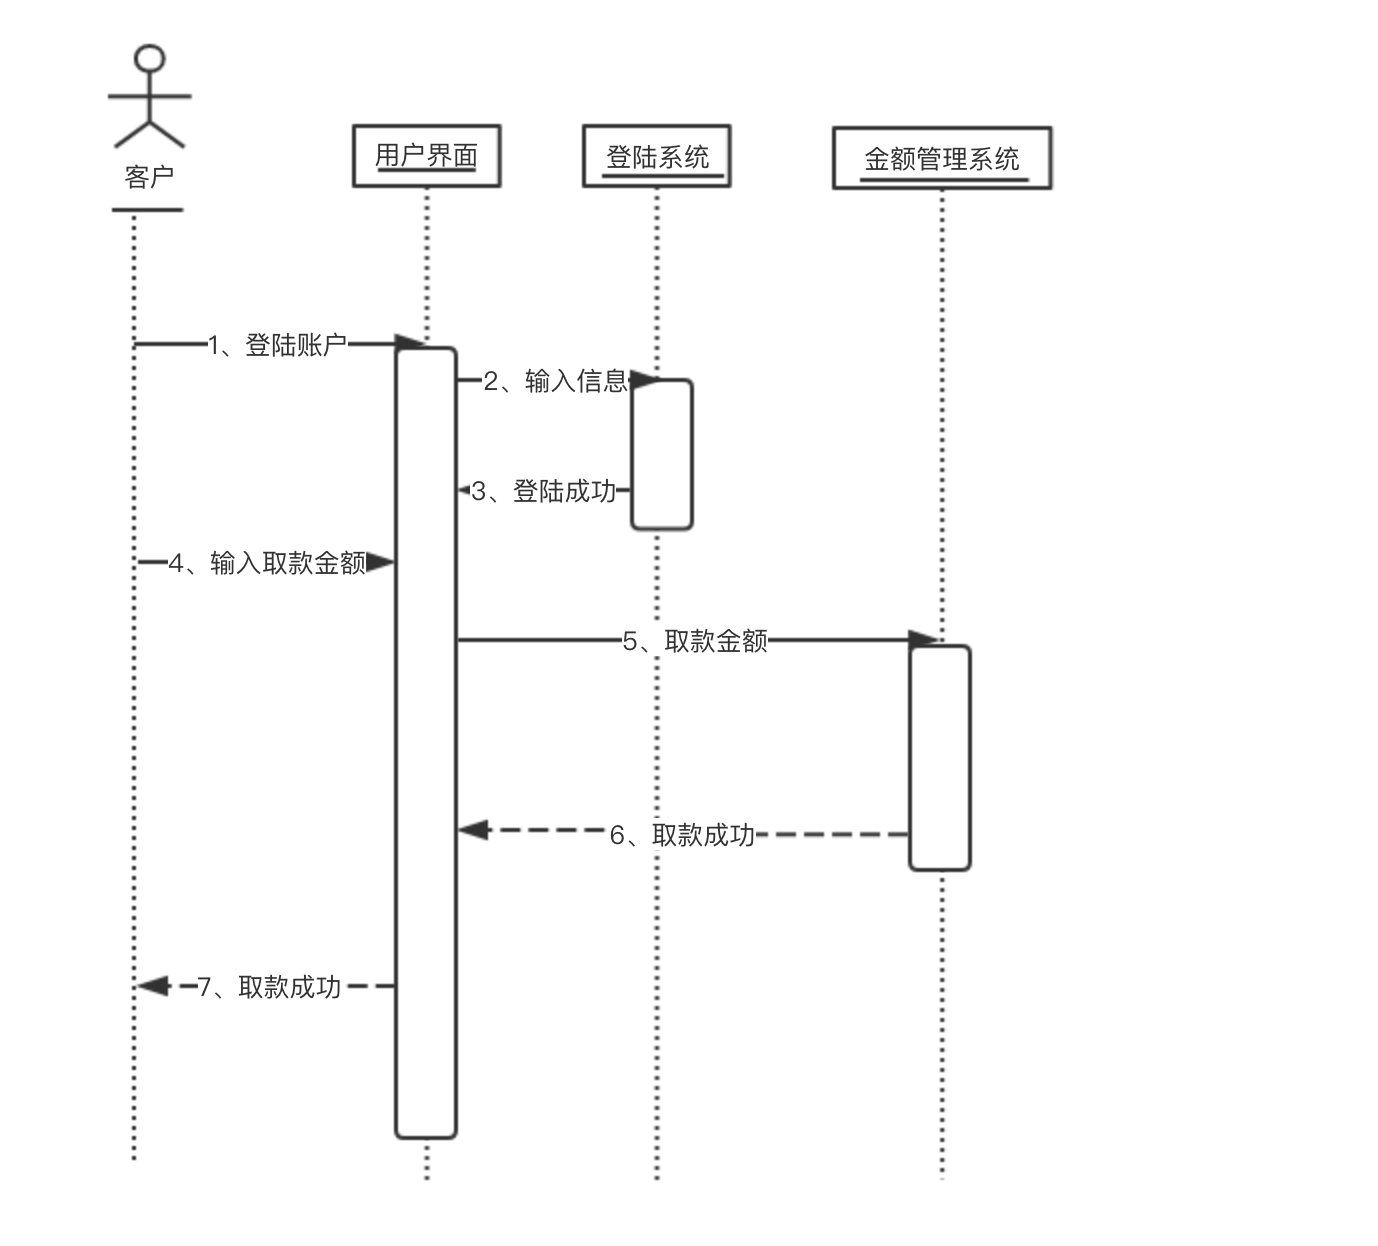 客户
用户界面
登陆系统
金额管理系统
1、登陆账户
2、输入信息
3、登陆成功
4、输入取款金额
5、取款金额
6、取款成功
7、取款成功